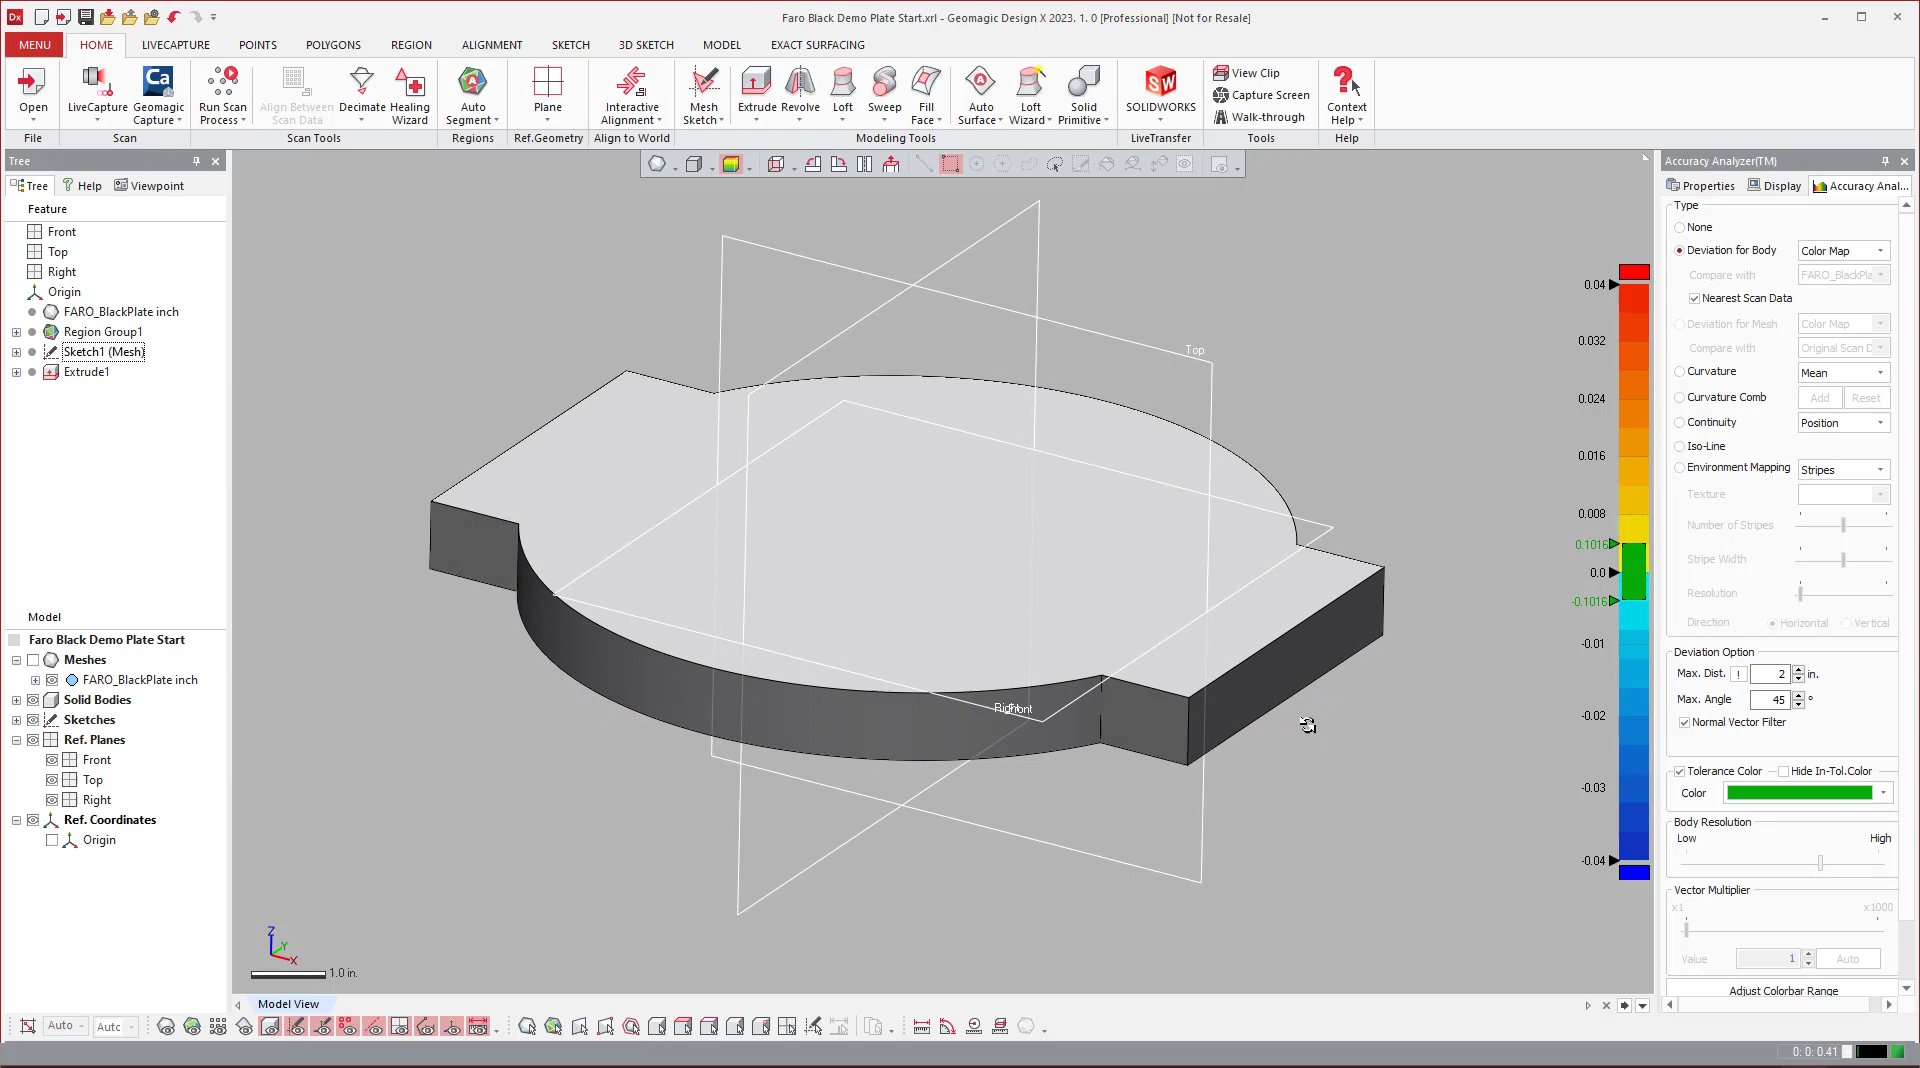 Dx
Faro Black Demo Plate Start.xrl - Geomagic Design X 2023. 1. 0 [Professional] [Not for Resale]
MENU HOME LIVECAPTURE POINTS POLYGONS REGION ALIGNMENT SKETCH 3D SKETCH MODEL EXACT SURFACING
Open
LiveCapture
Ca
Geomagic Capture
Run Scan Process
Align Between Scan Data
Decimate
Healing Wizard
Auto Segment
Plane
Interactive Alignment
Mesh Sketch
Extrude
Revolve
Loft
Sweep
Fill Face
Auto Surface
Loft Wizard
Solid Primitive
SW
SOLIDWORKS
View Clip
Capture Screen
Walk-through
Context Help
File Scan Scan Tools Regions Ref.Geometry Align to World Modeling Tools LiveTransfer Tools Help
Tree
Tree Help Viewpoint
Feature
Front
Top
Right
Origin
FARO_BlackPlate inch
Region Group1
Sketch1 (Mesh)
Extrude1
Model
Faro Black Demo Plate Start
Meshes
FARO_BlackPlate inch
Solid Bodies
Sketches
Ref. Planes
Front
Top
Right
Ref. Coordinates
Origin
Top
Z
Y
X
1.0 in.
0.04
0.032
0.024
0.016
0.008
0.1016
0.0
-0.1016
-0.01
-0.02
-0.03
-0.04
Accuracy Analyzer(TM)
Properties Display Accuracy Anal...
Type
None
Deviation for Body Color Map
Compare with FARO_BlackPla
Nearest Scan Data
Deviation for Mesh Color Map
Compare with Original Scan D
Curvature Mean
Curvature Comb Add Reset
Continuity Position
Iso-Line
Environment Mapping Stripes
Texture
Number of Stripes
Stripe Width
Resolution
Direction Horizontal Vertical
Deviation Option
Max. Dist. ! 2 in.
Max. Angle 45 °
Normal Vector Filter
Tolerance Color Hide In-Tol.Color
Color
Body Resolution
Low High
Vector Multiplier
x1 x1000
Value 1 Auto
Adjust Colorbar Range
Model View
Auto Auto
0: 0: 0.41